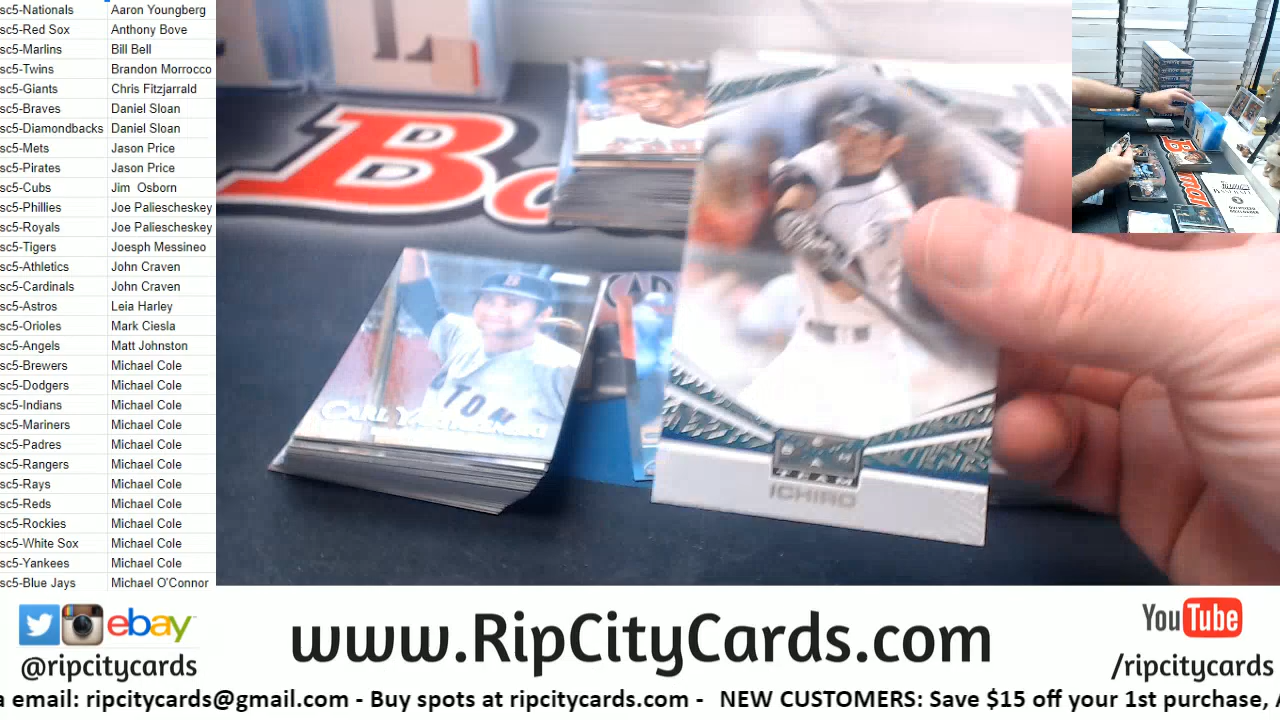 sc5-Nationals Aaron Youngberg
sc5-Red Sox Anthony Bove
sc5-Marlins Bill Bell
sc5-Twins Brandon Morrocco
sc5-Giants Chris Fitzjarrald
sc5-Braves Daniel Sloan
sc5-Diamondbacks Daniel Sloan
sc5-Mets Jason Price
sc5-Pirates Jason Price
sc5-Cubs Jim Osborn
sc5-Phillies Joe Paliescheskey
sc5-Royals Joe Paliescheskey
sc5-Tigers Joesph Messineo
sc5-Athletics John Craven
sc5-Cardinals John Craven
sc5-Astros Leia Harley
sc5-Orioles Mark Ciesla
sc5-Angels Matt Johnston
sc5-Brewers Michael Cole
sc5-Dodgers Michael Cole
sc5-Indians Michael Cole
sc5-Mariners Michael Cole
sc5-Padres Michael Cole
sc5-Rangers Michael Cole
sc5-Rays Michael Cole
sc5-Reds Michael Cole
sc5-Rockies Michael Cole
sc5-White Sox Michael Cole
sc5-Yankees Michael Cole
sc5-Blue Jays Michael O'Connor
TEAM
ICHIRO
ebay
@ripcitycards
www.RipCityCards.com
YouTube
/ripcitycards
a email: ripcitycards@gmail.com - Buy spots at ripcitycards.com - NEW CUSTOMERS: Save $15 off your 1st purchase,